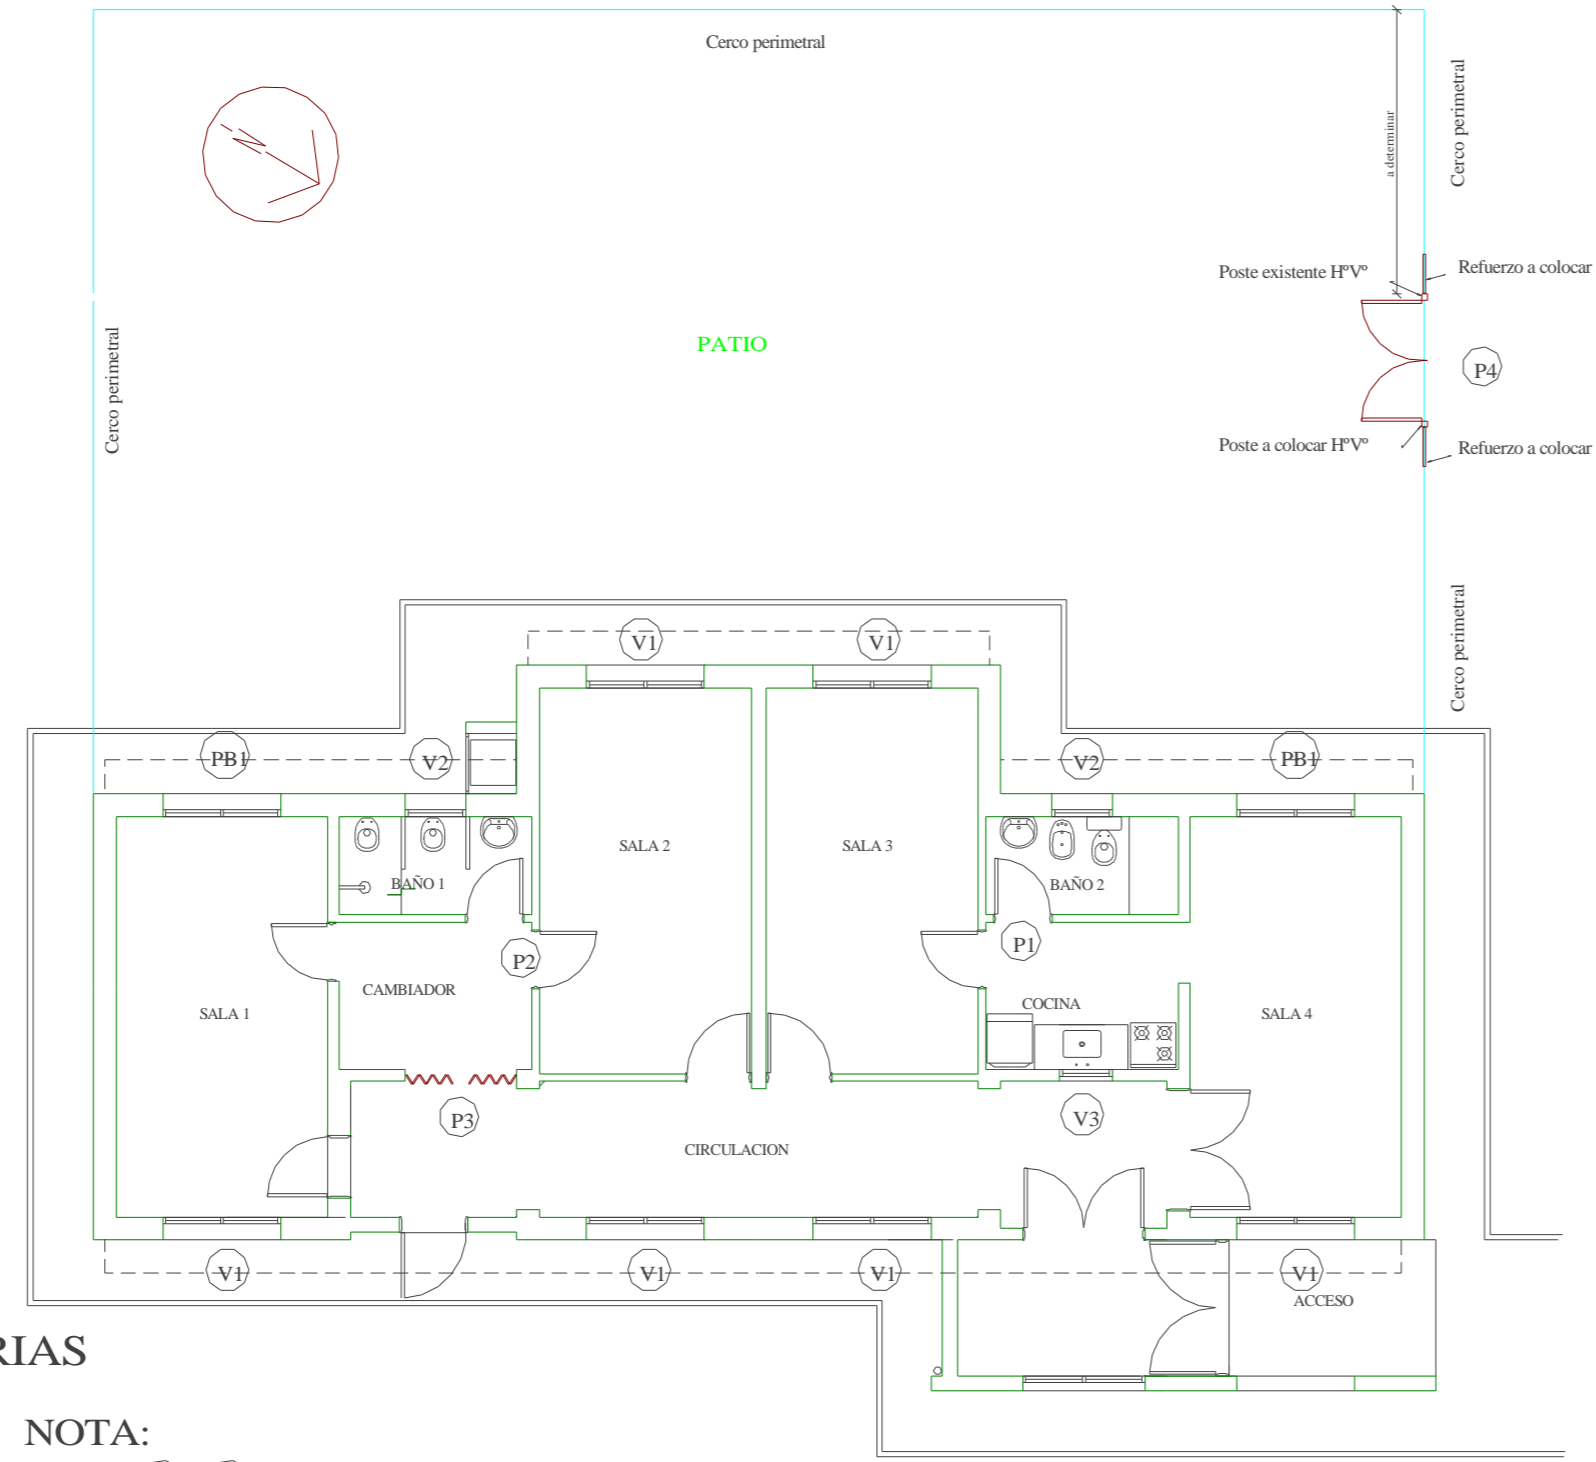 Cerco perimetral
Cerco perimetral
a determinar
N
Poste existente HºVº
Refuerzo a colocar
PATIO
P4
Cerco perimetral
Poste a colocar HºVº
Refuerzo a colocar
Cerco perimetral
V1
V1
PB1
V2
V2
PB1
SALA 2
SALA 3
BAÑO 1
BAÑO 2
P2
P1
CAMBIADOR
COCINA
SALA 1
SALA 4
P3
V3
CIRCULACION
V1
V1
V1
V1
ACCESO
RIAS
NOTA: